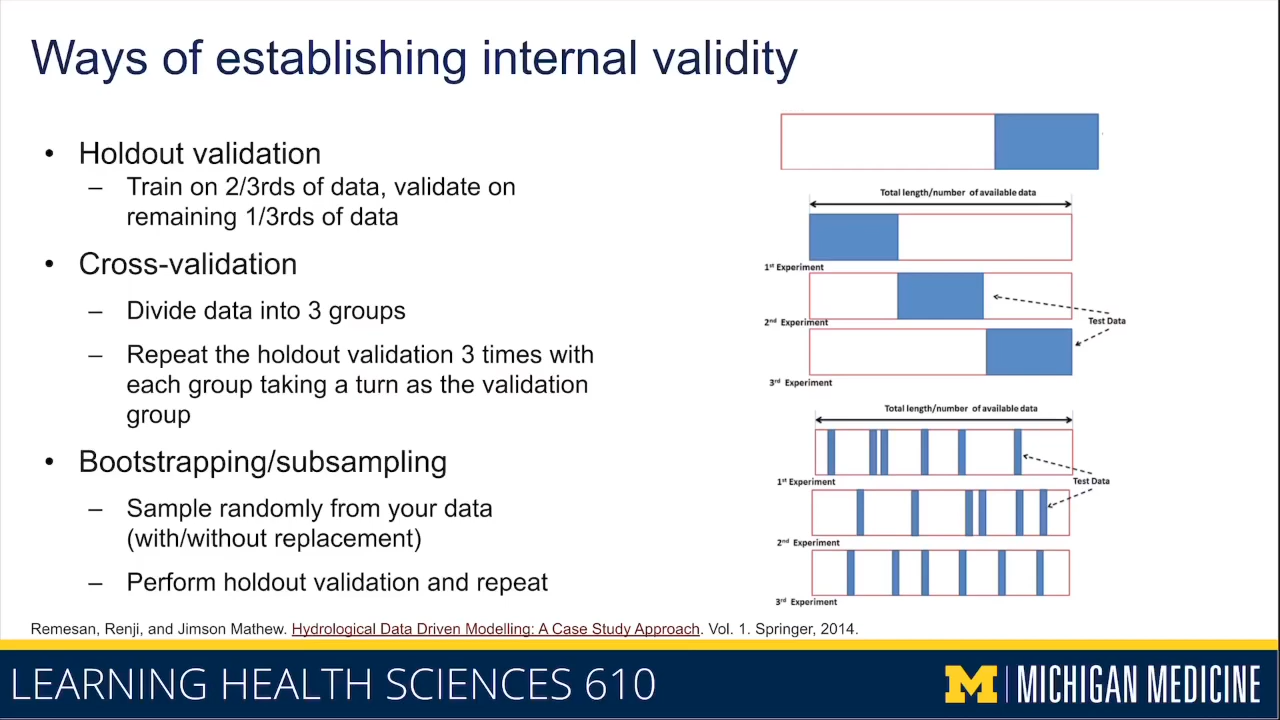 Ways of establishing internal validity
• Holdout validation
– Train on 2/3rds of data, validate on
remaining 1/3rds of data
• Cross-validation
– Divide data into 3 groups
– Repeat the holdout validation 3 times with
each group taking a turn as the validation
group
• Bootstrapping/subsampling
– Sample randomly from your data
(with/without replacement)
– Perform holdout validation and repeat
Total length/number of available data
1st Experiment
2nd Experiment
Test Data
3rd Experiment
Total length/number of available data
1st Experiment
Test Data
2nd Experiment
3rd Experiment
Remesan, Renji, and Jimson Mathew. Hydrological Data Driven Modelling: A Case Study Approach. Vol. 1. Springer, 2014.
LEARNING HEALTH SCIENCES 610
M | MICHIGAN MEDICINE